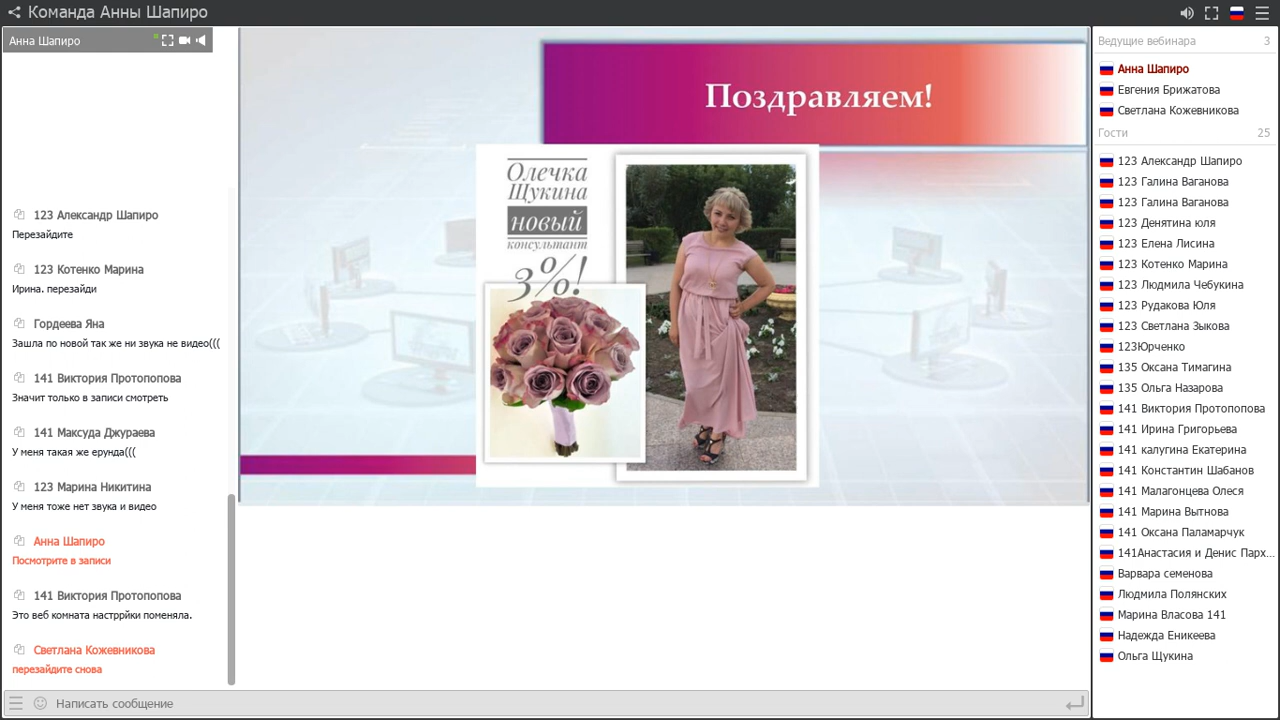 Команда Анны Шапиро
Анна Шапиро
123 Александр Шапиро
Перезайдите
123 Котенко Марина
Ирина. перезайди
Гордеева Яна
Зашла по новой так же ни звука не видео(((
141 Виктория Протопопова
Значит только в записи смотреть
141 Максуда Джураева
У меня такая же ерунда(((
123 Марина Никитина
У меня тоже нет звука и видео
Анна Шапиро
Посмотрите в записи
141 Виктория Протопопова
Это веб комната настррйки поменяла.
Светлана Кожевникова
перезайдите снова
Написать сообщение
Поздравляем!
Олечка
Щукина
новый
консультант
3%!
Ведущие вебинара 3
Анна Шапиро
Евгения Брижатова
Светлана Кожевникова
Гости 25
123 Александр Шапиро
123 Галина Ваганова
123 Галина Ваганова
123 Денятина юля
123 Елена Лисина
123 Котенко Марина
123 Людмила Чебукина
123 Рудакова Юля
123 Светлана Зыкова
123Юрченко
135 Оксана Тимагина
135 Ольга Назарова
141 Виктория Протопопова
141 Ирина Григорьева
141 калугина Екатерина
141 Константин Шабанов
141 Малагонцева Олеся
141 Марина Вытнова
141 Оксана Паламарчук
141Анастасия и Денис Парх...
Варвара семенова
Людмила Полянских
Марина Власова 141
Надежда Еникеева
Ольга Щукина